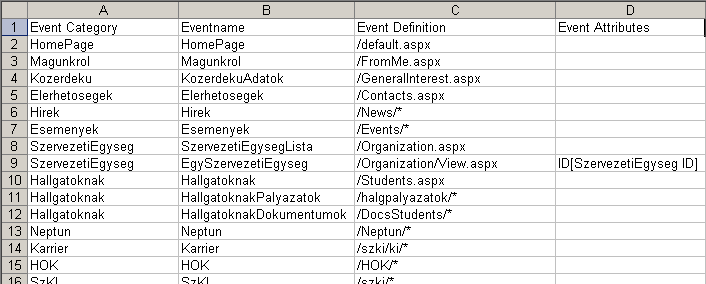 A B C D
1 Event Category Eventname Event Definition Event Attributes
2 HomePage HomePage /default.aspx
3 Magunkrol Magunkrol /FromMe.aspx
4 Kozerdeku KozerdekuAdatok /GeneralInterest.aspx
5 Elerhetosegek Elerhetosegek /Contacts.aspx
6 Hirek Hirek /News/*
7 Esemenyek Esemenyek /Events/*
8 SzervezetiEgyseg SzervezetiEgysegLista /Organization.aspx
9 SzervezetiEgyseg EgySzervezetiEgyseg /Organization/View.aspx ID[SzervezetiEgyseg ID]
10 Hallgatoknak Hallgatoknak /Students.aspx
11 Hallgatoknak HallgatoknakPalyazatok /halgpalyazatok/*
12 Hallgatoknak HallgatoknakDokumentumok /DocsStudents/*
13 Neptun Neptun /Neptun/*
14 Karrier Karrier /szki/ki/*
15 HOK HOK /HOK/*
16 SzKI SzKI /szki/*